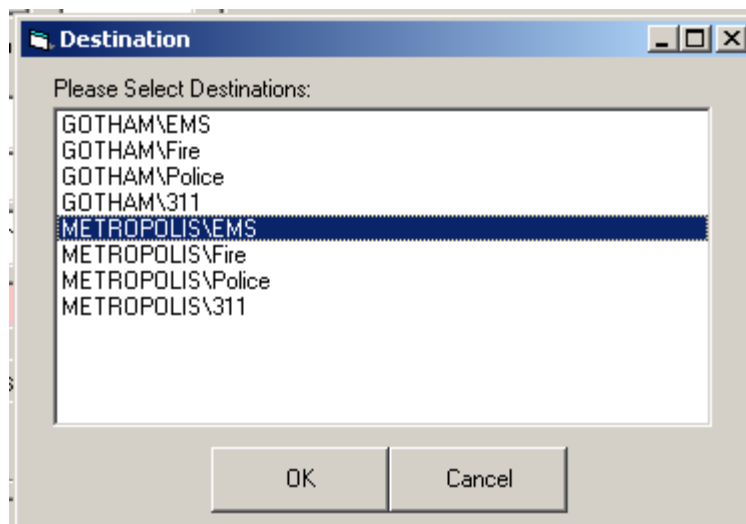 Destination
Please Select Destinations:
GOTHAM\EMS
GOTHAM\Fire
GOTHAM\Police
GOTHAM\311
METROPOLIS\EMS
METROPOLIS\Fire
METROPOLIS\Police
METROPOLIS\311
OK Cancel